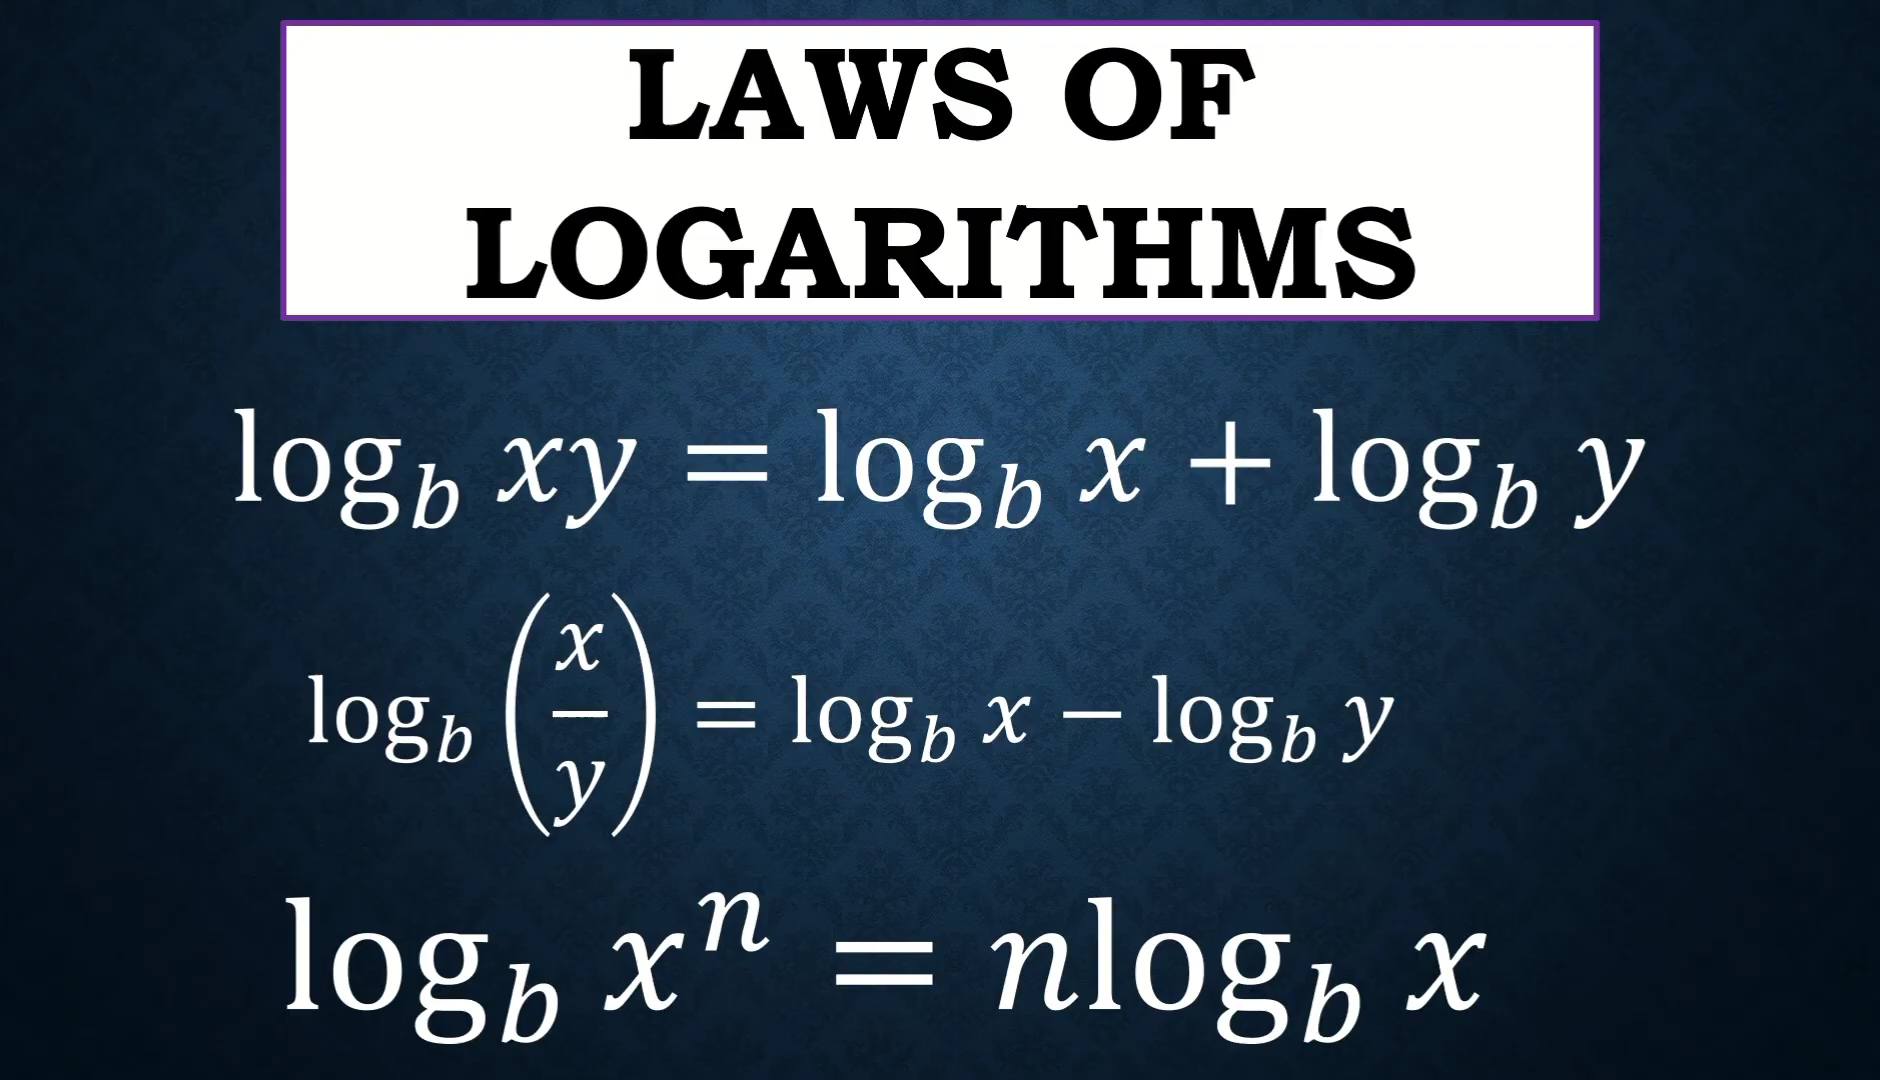 LAWS OF
LOGARITHMS
log_b xy = log_b x + log_b y
log_b (x/y) = log_b x − log_b y
log_b x^n = nlog_b x